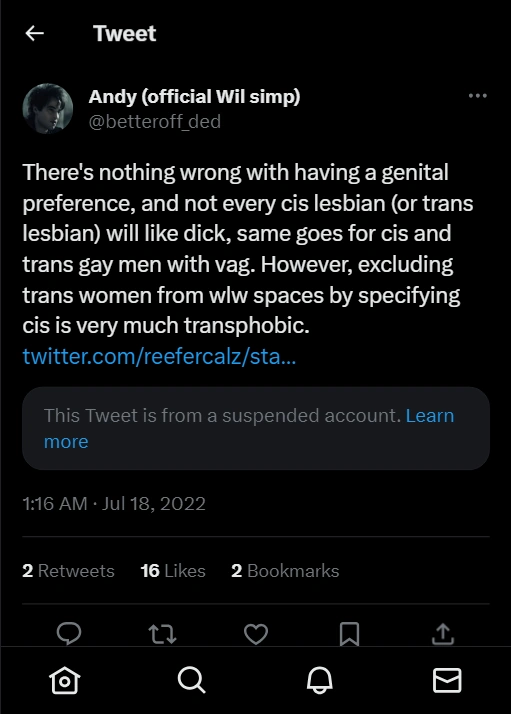 Tweet
Andy (official Wil simp)
@betteroff_ded
There's nothing wrong with having a genital
preference, and not every cis lesbian (or trans
lesbian) will like dick, same goes for cis and
trans gay men with vag. However, excluding
trans women from wlw spaces by specifying
cis is very much transphobic.
twitter.com/reefercalz/sta...
This Tweet is from a suspended account. Learn
more
1:16 AM · Jul 18, 2022
2 Retweets 16 Likes 2 Bookmarks